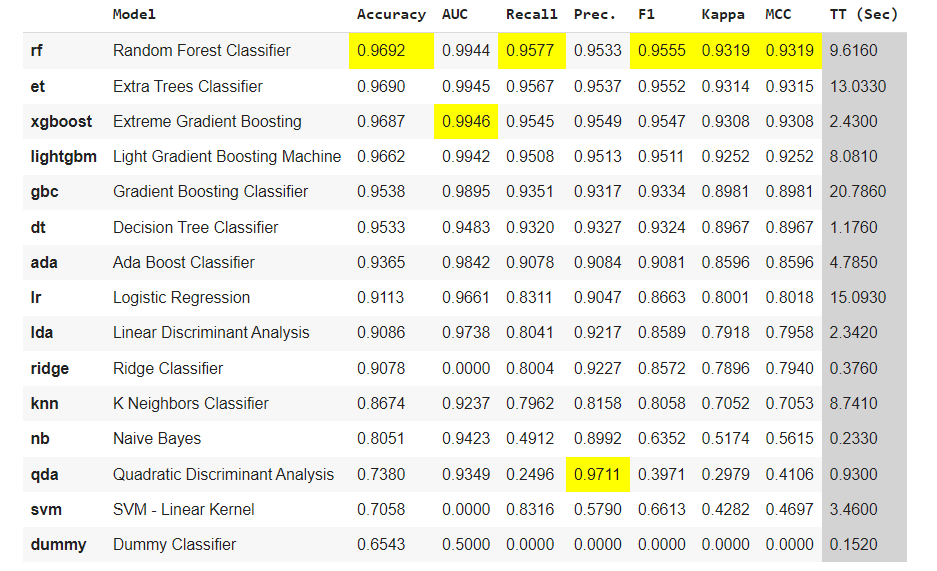 Model Accuracy AUC Recall Prec. F1 Kappa MCC TT (Sec)
rf Random Forest Classifier 0.9692 0.9944 0.9577 0.9533 0.9555 0.9319 0.9319 9.6160
et Extra Trees Classifier 0.9690 0.9945 0.9567 0.9537 0.9552 0.9314 0.9315 13.0330
xgboost Extreme Gradient Boosting 0.9687 0.9946 0.9545 0.9549 0.9547 0.9308 0.9308 2.4300
lightgbm Light Gradient Boosting Machine 0.9662 0.9942 0.9508 0.9513 0.9511 0.9252 0.9252 8.0810
gbc Gradient Boosting Classifier 0.9538 0.9895 0.9351 0.9317 0.9334 0.8981 0.8981 20.7860
dt Decision Tree Classifier 0.9533 0.9483 0.9320 0.9327 0.9324 0.8967 0.8967 1.1760
ada Ada Boost Classifier 0.9365 0.9842 0.9078 0.9084 0.9081 0.8596 0.8596 4.7850
lr Logistic Regression 0.9113 0.9661 0.8311 0.9047 0.8663 0.8001 0.8018 15.0930
lda Linear Discriminant Analysis 0.9086 0.9738 0.8041 0.9217 0.8589 0.7918 0.7958 2.3420
ridge Ridge Classifier 0.9078 0.0000 0.8004 0.9227 0.8572 0.7896 0.7940 0.3760
knn K Neighbors Classifier 0.8674 0.9237 0.7962 0.8158 0.8058 0.7052 0.7053 8.7410
nb Naive Bayes 0.8051 0.9423 0.4912 0.8992 0.6352 0.5174 0.5615 0.2330
qda Quadratic Discriminant Analysis 0.7380 0.9349 0.2496 0.9711 0.3971 0.2979 0.4106 0.9300
svm SVM - Linear Kernel 0.7058 0.0000 0.8316 0.5790 0.6613 0.4282 0.4697 3.4600
dummy Dummy Classifier 0.6543 0.5000 0.0000 0.0000 0.0000 0.0000 0.0000 0.1520